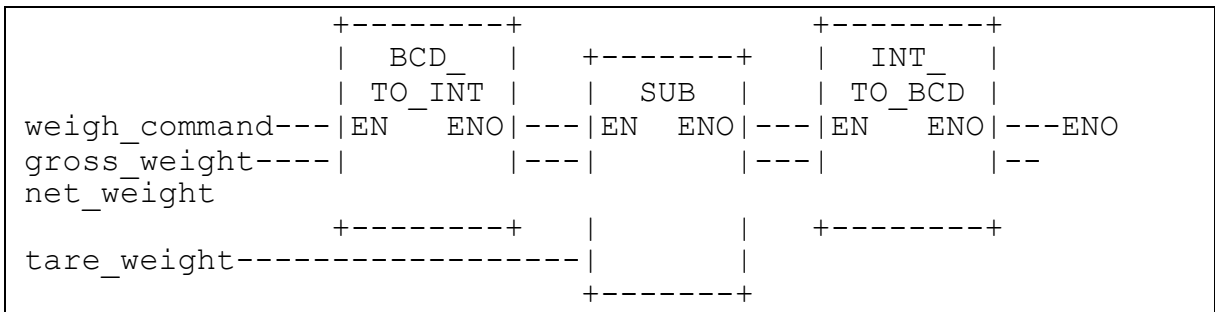 +--------+                   +--------+
                 |  BCD_  |    +-------+    |  INT_  |
                 | TO_INT |    |  SUB  |    | TO_BCD |
weigh_command---|EN   ENO|---|EN  ENO|---|EN   ENO|---ENO
gross_weight----|        |---|       |---|        |--
net_weight
                 +--------+    |       |    +--------+
tare_weight------------------|       |
                               +-------+